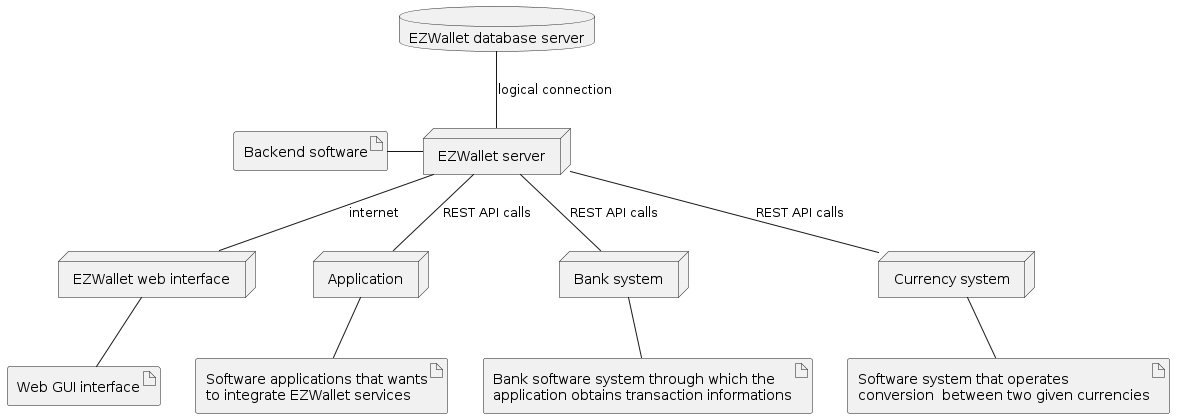 EZWallet database server
logical connection
Backend software
EZWallet server
internet
REST API calls
REST API calls
REST API calls
EZWallet web interface
Application
Bank system
Currency system
Web GUI interface
Software applications that wants
to integrate EZWallet services
Bank software system through which the
application obtains transaction informations
Software system that operates
conversion  between two given currencies